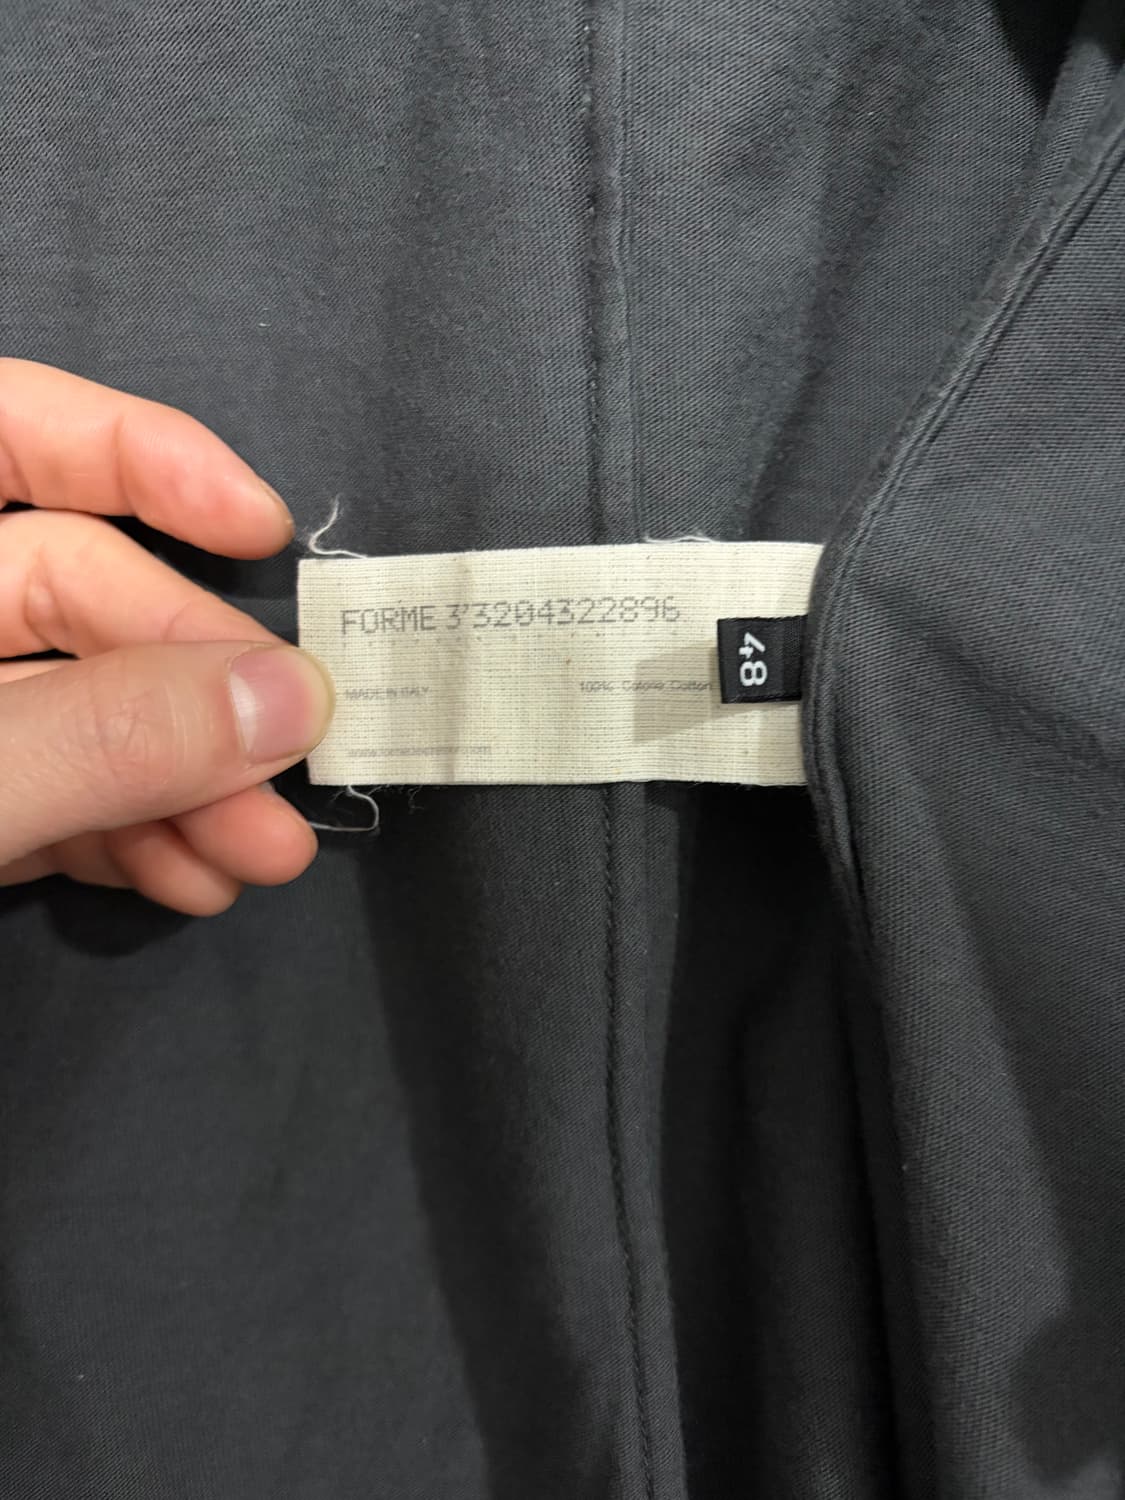 FORME 3'3204322896
48
MADE IN ITALY
100% Cotone Cotton